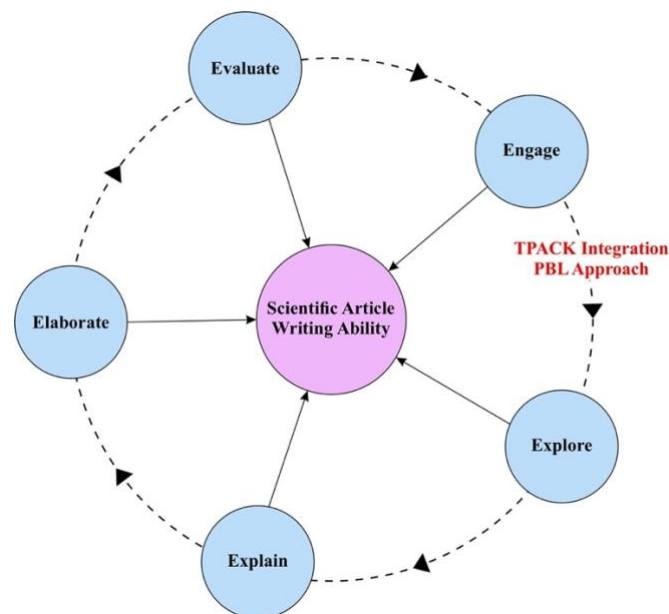 Evaluate
Engage
TPACK Integration
PBL Approach
Scientific Article
Writing Ability
Elaborate
Explore
Explain